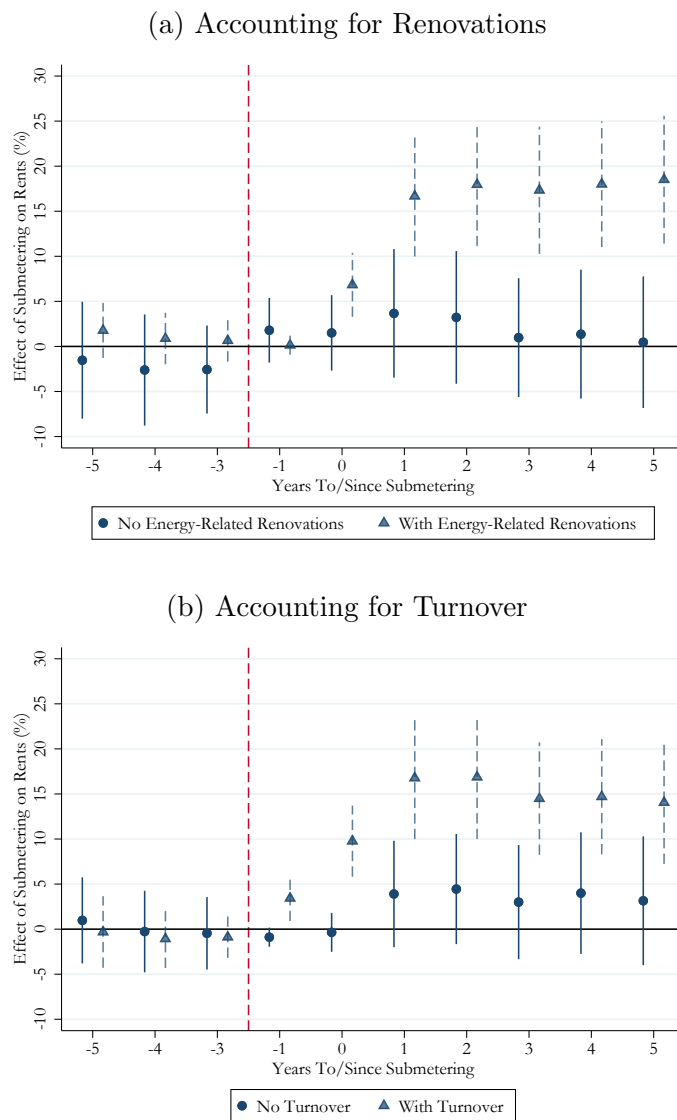 (a) Accounting for Renovations
Effect of Submetering on Rents (%)
30
25
20
15
10
5
0
-5
-10
-5 -4 -3 -1 0 1 2 3 4 5
Years To/Since Submetering
No Energy-Related Renovations With Energy-Related Renovations
(b) Accounting for Turnover
Effect of Submetering on Rents (%)
30
25
20
15
10
5
0
-5
-10
-5 -4 -3 -1 0 1 2 3 4 5
Years To/Since Submetering
No Turnover With Turnover